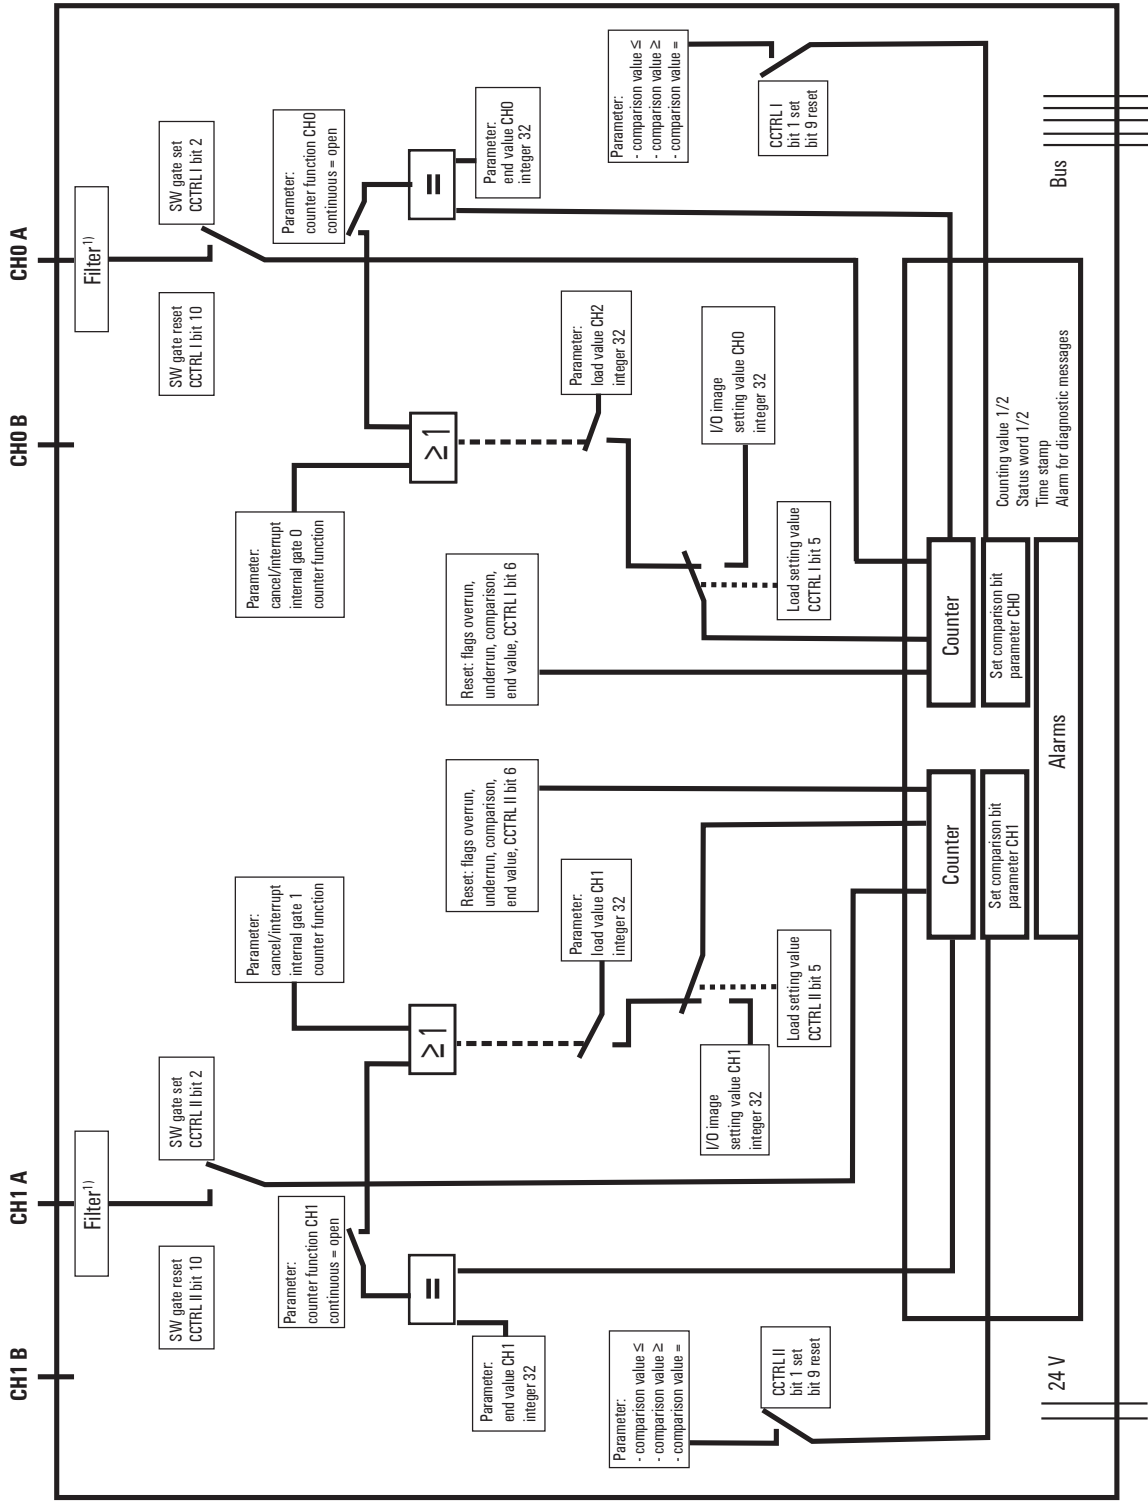 CH1 B
CH1 A
CH0 B
CH0 A
Filter1)
Filter1)
SW gate reset
CCTRL II bit 10
SW gate set
CCTRL II bit 2
SW gate reset
CCTRL I bit 10
SW gate set
CCTRL I bit 2
Parameter:
counter function CH1
continuous = open
Parameter:
cancel/interrupt
internal gate 1
counter function
Parameter:
cancel/interrupt
internal gate 0
counter function
Parameter:
counter function CH0
continuous = open
=
≥1
≥1
=
Parameter:
end value CH1
integer 32
Reset: flags overrun,
underrun, comparison,
end value, CCTRL II bit 6
Reset: flags overrun,
underrun, comparison,
end value, CCTRL I bit 6
Parameter:
end value CH0
integer 32
Parameter:
load value CH1
integer 32
Parameter:
load value CH2
integer 32
Parameter:
- comparison value ≤
- comparison value ≥
- comparison value =
Parameter:
- comparison value ≤
- comparison value ≥
- comparison value =
I/O image
setting value CH1
integer 32
I/O image
setting value CH0
integer 32
CCTRL II
bit 1 set
bit 9 reset
Load setting value
CCTRL II bit 5
Load setting value
CCTRL I bit 5
CCTRL I
bit 1 set
bit 9 reset
Counter
Counter
Set comparison bit
parameter CH1
Set comparison bit
parameter CH0
Counting value 1/2
Status word 1/2
Time stamp
Alarm for diagnostic messages
Alarms
24 V
Bus